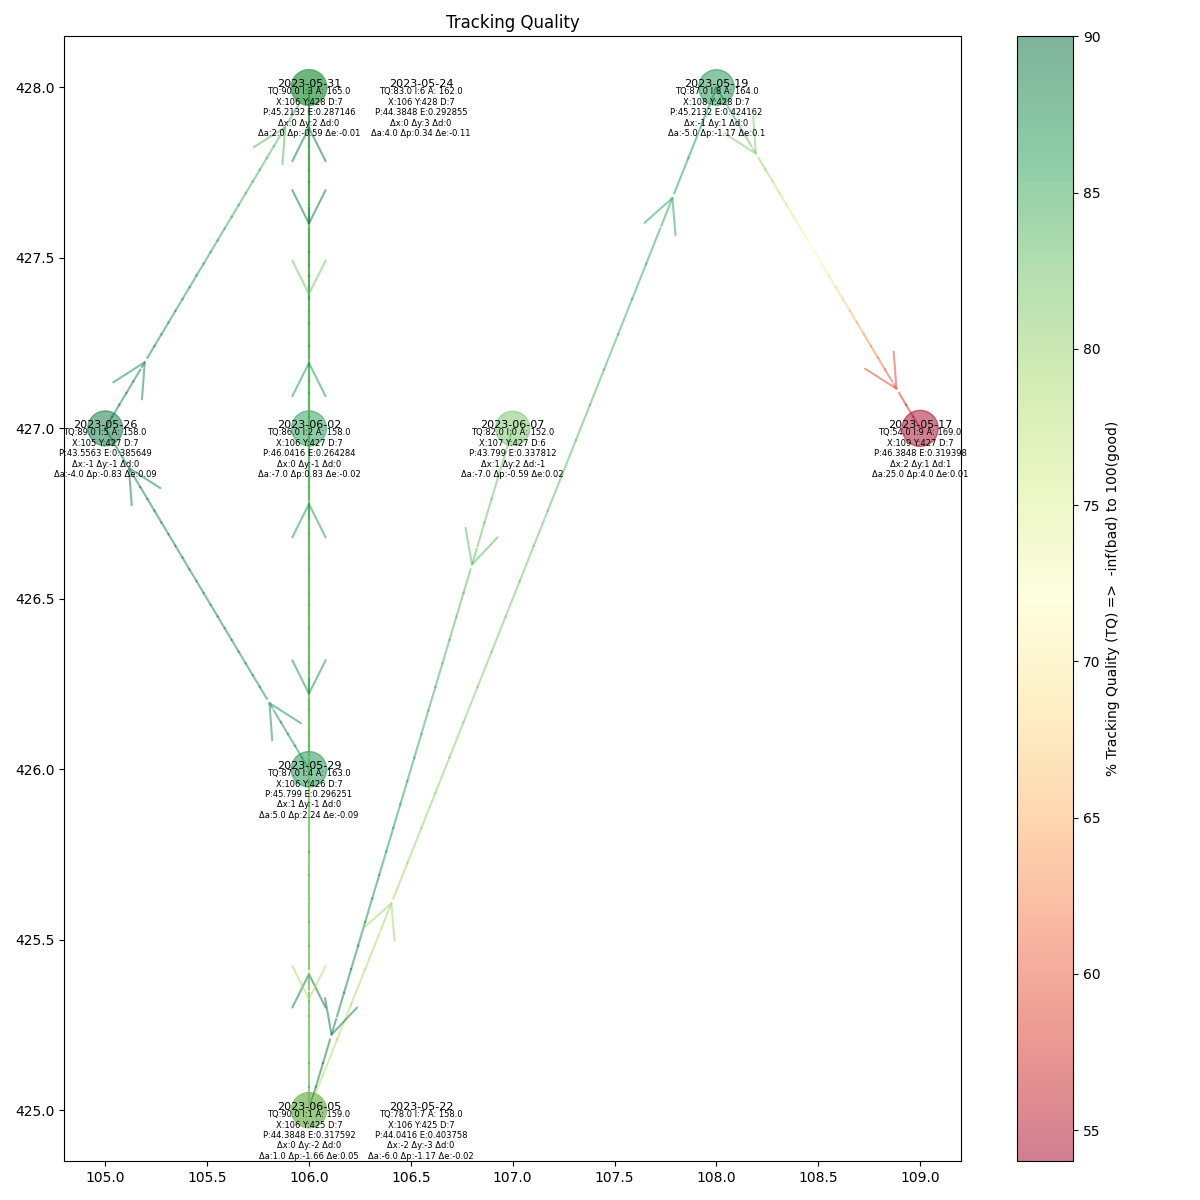 Tracking Quality
2023-05-31
TQ:90.0 I:3 A: 165.0
X:106 Y:428 D:7
P:45.2132 E:0.287146
Δx:0 Δy:2 Δd:0
Δa:2.0 Δp:-0.59 Δe:-0.01
2023-05-24
TQ:83.0 I:6 A: 162.0
X:106 Y:428 D:7
P:44.3848 E:0.292855
Δx:0 Δy:3 Δd:0
Δa:4.0 Δp:0.34 Δe:-0.11
2023-05-19
TQ:87.0 I:8 A: 164.0
X:108 Y:428 D:7
P:45.2132 E:0.424162
Δx:-1 Δy:1 Δd:0
Δa:-5.0 Δp:-1.17 Δe:0.1
2023-05-26
TQ:89.0 I:5 A: 158.0
X:105 Y:427 D:7
P:43.5563 E:0.385649
Δx:-1 Δy:-1 Δd:0
Δa:-4.0 Δp:-0.83 Δe:0.09
2023-06-02
TQ:86.0 I:2 A: 158.0
X:106 Y:427 D:7
P:46.0416 E:0.264284
Δx:0 Δy:-1 Δd:0
Δa:-7.0 Δp:0.83 Δe:-0.02
2023-06-07
TQ:82.0 I:0 A: 152.0
X:107 Y:427 D:6
P:43.799 E:0.337812
Δx:1 Δy:2 Δd:-1
Δa:-7.0 Δp:-0.59 Δe:0.02
2023-05-17
TQ:54.0 I:9 A: 169.0
X:109 Y:427 D:7
P:46.3848 E:0.319398
Δx:2 Δy:1 Δd:1
Δa:25.0 Δp:4.0 Δe:0.01
2023-05-29
TQ:87.0 I:4 A: 163.0
X:106 Y:426 D:7
P:45.799 E:0.296251
Δx:1 Δy:-1 Δd:0
Δa:5.0 Δp:2.24 Δe:-0.09
2023-06-05
TQ:90.0 I:1 A: 159.0
X:106 Y:425 D:7
P:44.3848 E:0.317592
Δx:0 Δy:-2 Δd:0
Δa:1.0 Δp:-1.66 Δe:0.05
2023-05-22
TQ:78.0 I:7 A: 158.0
X:106 Y:425 D:7
P:44.0416 E:0.403758
Δx:-2 Δy:-3 Δd:0
Δa:-6.0 Δp:-1.17 Δe:-0.02
428.0
427.5
427.0
426.5
426.0
425.5
425.0
105.0 105.5 106.0 106.5 107.0 107.5 108.0 108.5 109.0
90
85
80
75
70
65
60
55
% Tracking Quality (TQ) => -inf(bad) to 100(good)